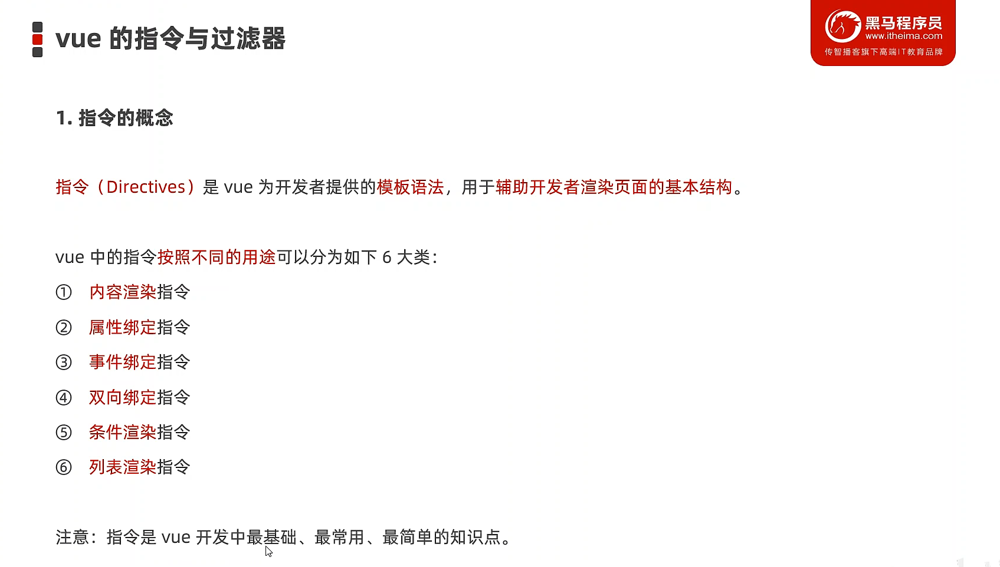 vue 的指令与过滤器
黑马程序员
www.itheima.com
传智播客旗下高端IT教育品牌
1. 指令的概念
指令（Directives）是 vue 为开发者提供的模板语法，用于辅助开发者渲染页面的基本结构。
vue 中的指令按照不同的用途可以分为如下 6 大类：
① 内容渲染指令
② 属性绑定指令
③ 事件绑定指令
④ 双向绑定指令
⑤ 条件渲染指令
⑥ 列表渲染指令
注意：指令是 vue 开发中最基础、最常用、最简单的知识点。